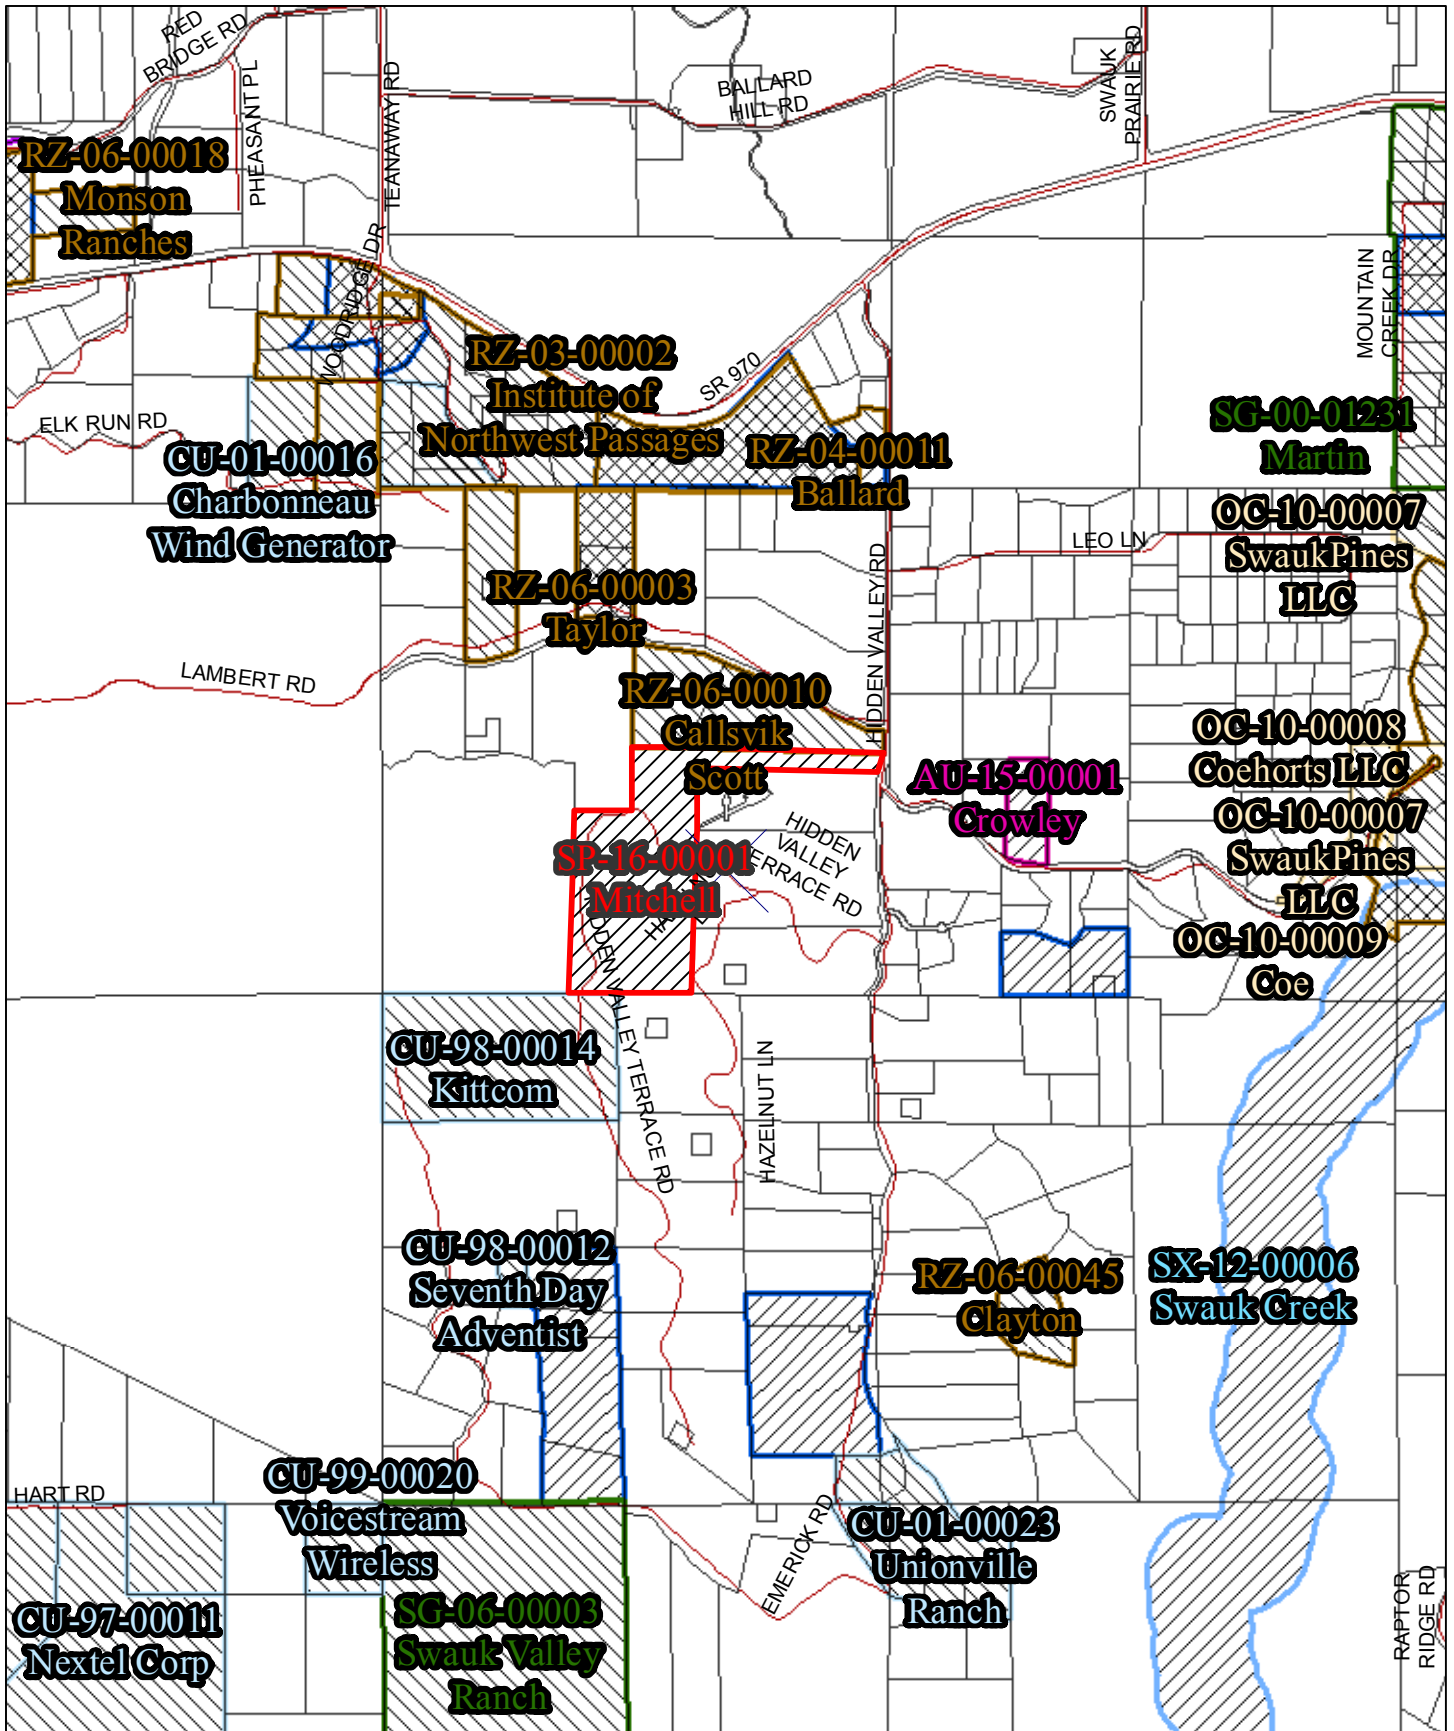 RED
BRIDGE RD
PHEASANT PL
TEANAWAY RD
BALLARD
HILL RD
SWAUK
PRAIRIE RD
RZ-06-00018
Monson
Ranches
WOODRIDGE DR
MOUNTAIN
CREEK DR
RZ-03-00002
Institute of
Northwest Passages
SR 970
RZ-04-00011
Ballard
ELK RUN RD
CU-01-00016
Charbonneau
Wind Generator
SG-00-01231
Martin
OC-10-00007
SwaukPines
LLC
LEO LN
HIDDEN VALLEY RD
RZ-06-00003
Taylor
LAMBERT RD
RZ-06-00010
Callsvik
Scott
OC-10-00008
Coehorts LLC
AU-15-00001
Crowley
OC-10-00007
SwaukPines
LLC
HIDDEN
VALLEY
TERRACE RD
SP-16-00001
Mitchell
OC-10-00009
Coe
HIDDEN VALLEY TERRACE RD
CU-98-00014
Kittcom
HAZELNUT LN
CU-98-00012
Seventh Day
Adventist
RZ-06-00045
Clayton
SX-12-00006
Swauk Creek
HART RD
CU-99-00020
Voicestream
Wireless
EMERICK RD
CU-01-00023
Unionville
Ranch
CU-97-00011
Nextel Corp
SG-06-00003
Swauk Valley
Ranch
RAPTOR
RIDGE RD